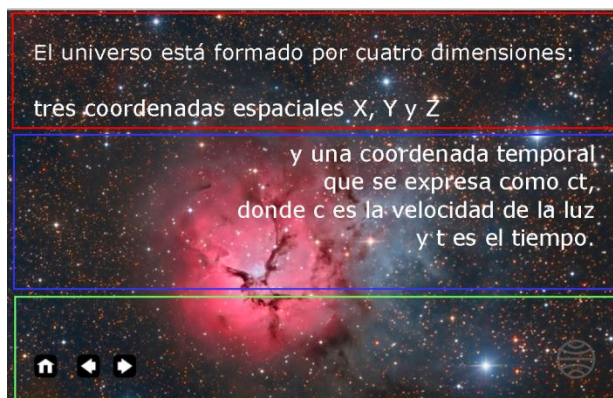 El universo está formado por cuatro dimensiones:
tres coordenadas espaciales X, Y y Z
y una coordenada temporal
que se expresa como ct,
donde c es la velocidad de la luz
y t es el tiempo.